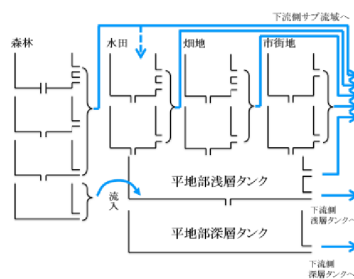 下流側サブ流域へ
森林
水田
畑地
市街地
流入
平地部浅層タンク
下流側
浅層タンクへ
平地部深層タンク
下流側
深層タンクへ